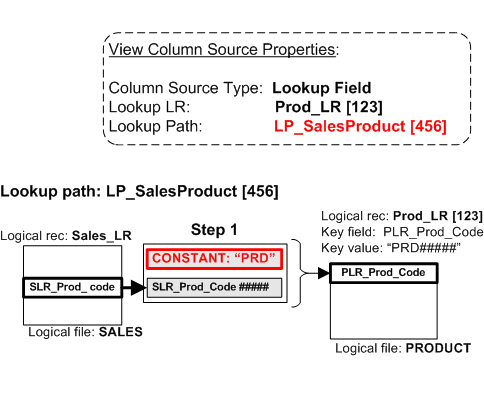 View Column Source Properties:
Column Source Type: Lookup Field
Lookup LR: Prod_LR [123]
Lookup Path: LP_SalesProduct [456]
Lookup path: LP_SalesProduct [456]
Logical rec: Sales_LR
SLR_Prod_ code
Logical file: SALES
Step 1
CONSTANT: “PRD”
SLR_Prod_Code #####
Logical rec: Prod_LR [123]
Key field: PLR_Prod_Code
Key value: “PRD#####”
PLR_Prod_Code
Logical file: PRODUCT